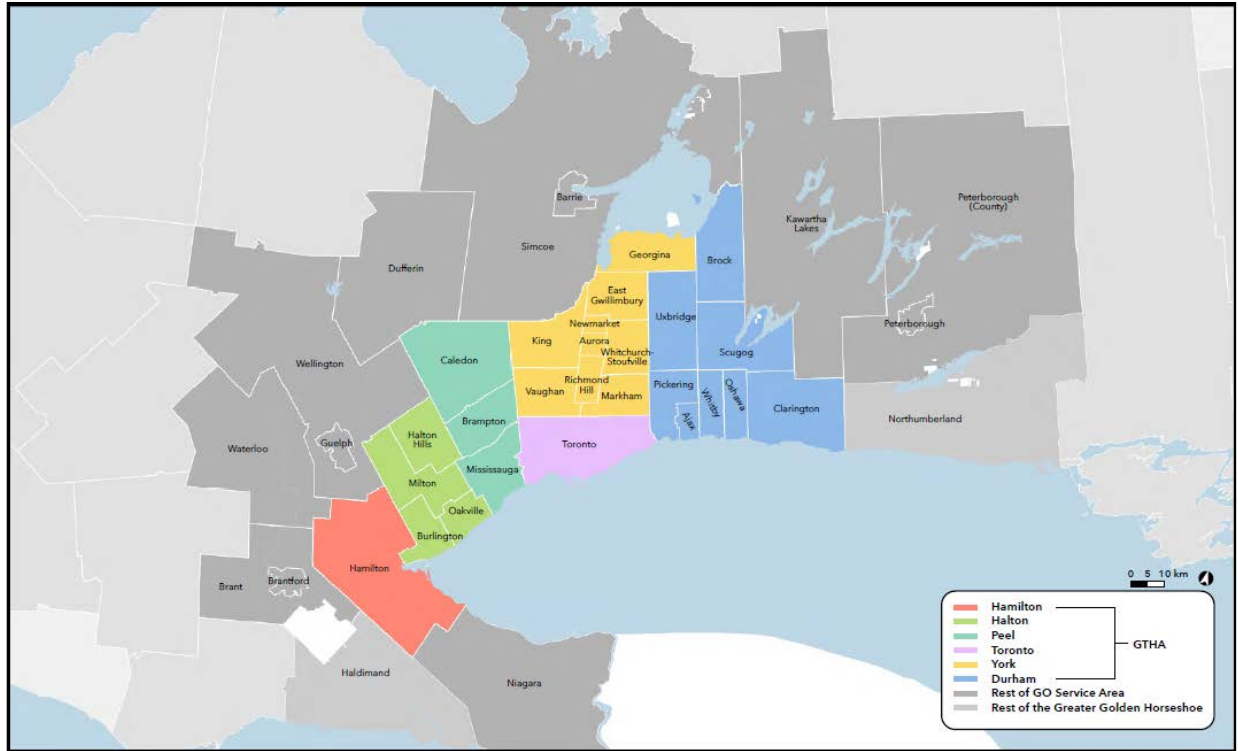 Barrie
Simcoe
Dufferin
Wellington
Waterloo
Guelph
Brant
Brantford
Haldimand
Niagara
Hamilton
Halton
Hills
Milton
Oakville
Burlington
Caledon
Brampton
Mississauga
Toronto
Georgina
East
Gwillimbury
Newmarket
King
Aurora
Whitchurch-
Stoufville
Vaughan
Richmond
Hill
Markham
Brock
Uxbridge
Scugog
Pickering
Ajax
Whitby
Oshawa
Clarington
Kawartha
Lakes
Peterborough
(County)
Peterborough
Northumberland
0 5 10 km
Hamilton
Halton
Peel
Toronto
York
Durham
GTHA
Rest of GO Service Area
Rest of the Greater Golden Horseshoe